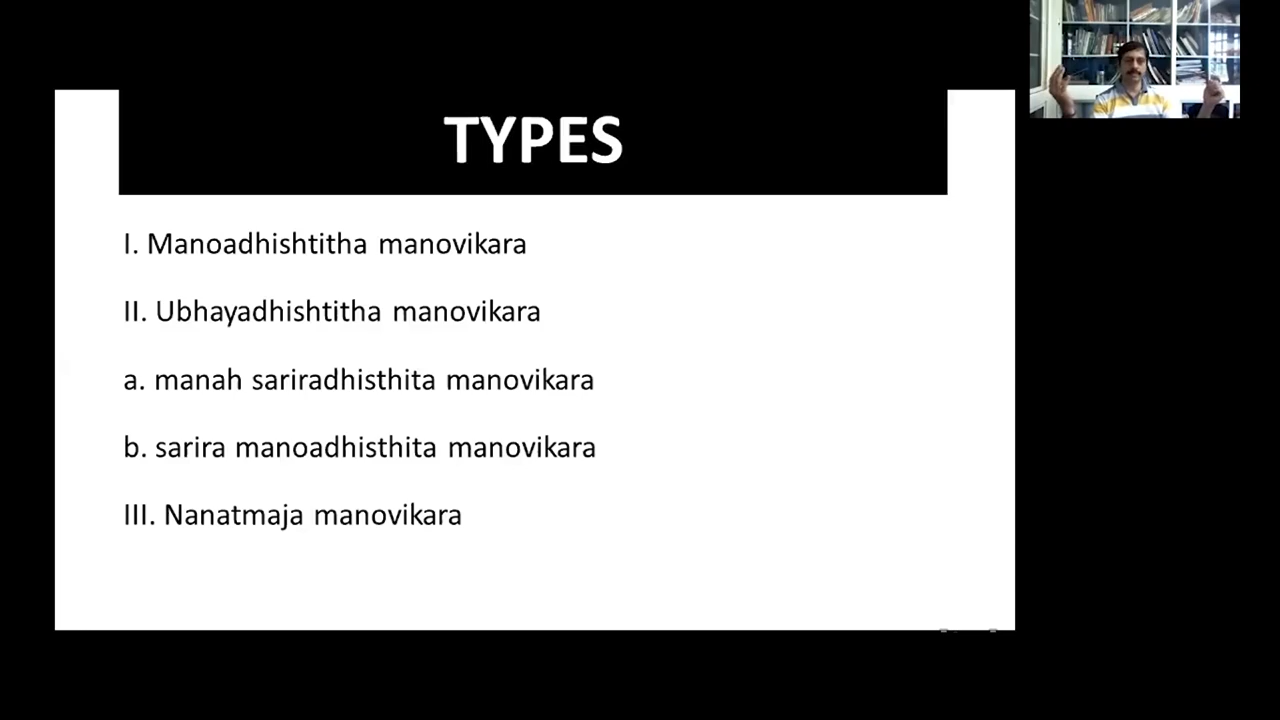 TYPES
I. Manoadhishtitha manovikara
II. Ubhayadhishtitha manovikara
a. manah sariradhisthita manovikara
b. sarira manoadhisthita manovikara
III. Nanatmaja manovikara